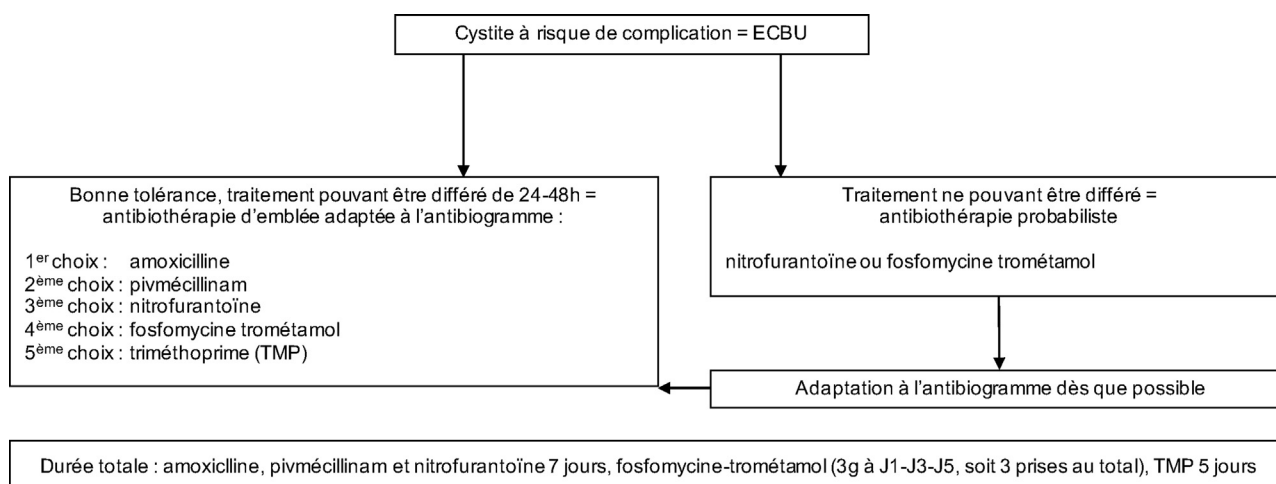 Cystite à risque de complication = ECBU
Bonne tolérance, traitement pouvant être différé de 24-48h =
antibiothérapie d'emblée adaptée à l'antibiogramme :
1er choix : amoxicilline
2ème choix : pivmécillinam
3ème choix : nitrofurantoïne
4ème choix : fosfomycine trométamol
5ème choix : triméthoprime (TMP)
Traitement ne pouvant être différé =
antibiothérapie probabiliste
nitrofurantoïne ou fosfomycine trométamol
Adaptation à l'antibiogramme dès que possible
Durée totale : amoxiclline, pivmécillinam et nitrofurantoïne 7 jours, fosfomycine-trométamol (3g à J1-J3-J5, soit 3 prises au total), TMP 5 jours